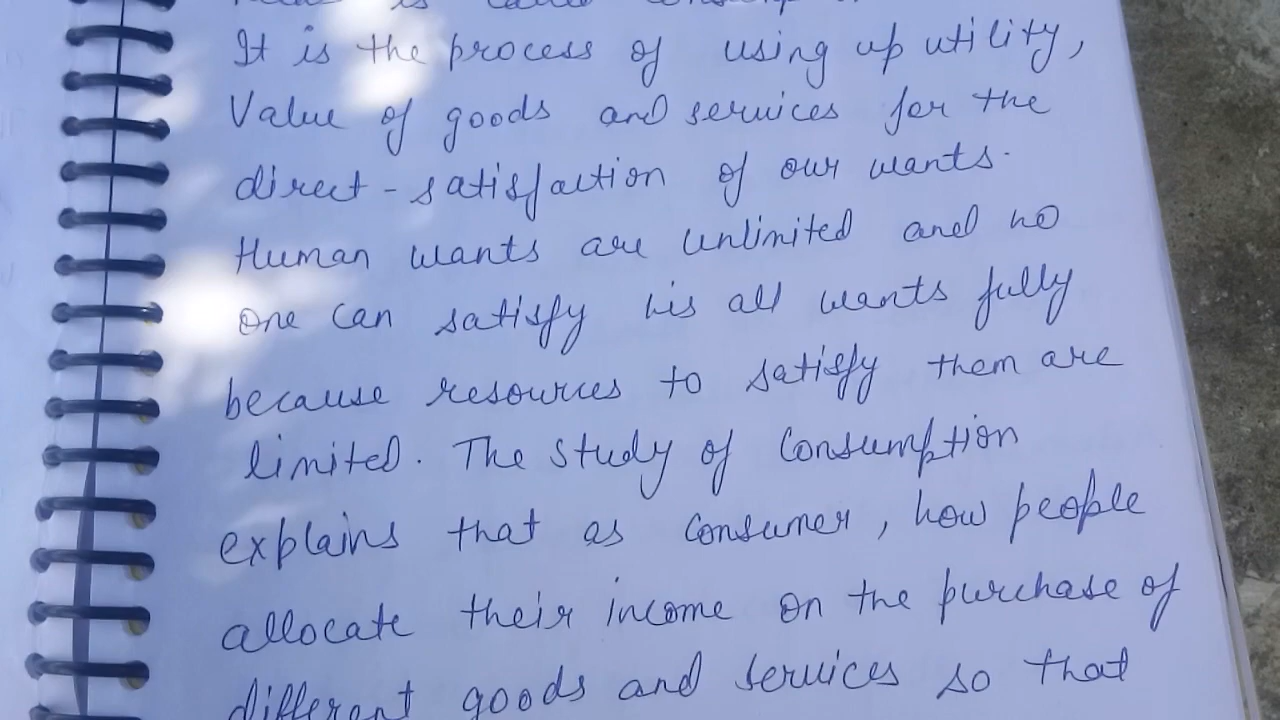 is called
It is the process of using up utility,
Value of goods and services for the
direct - satisfaction of our wants.
Human wants are unlimited and no
one can satisfy his all wants fully
because resources to satisfy them are
limited. The study of Consumption
explains that as Consumer, how people
allocate their income on the purchase of
different goods and services so that